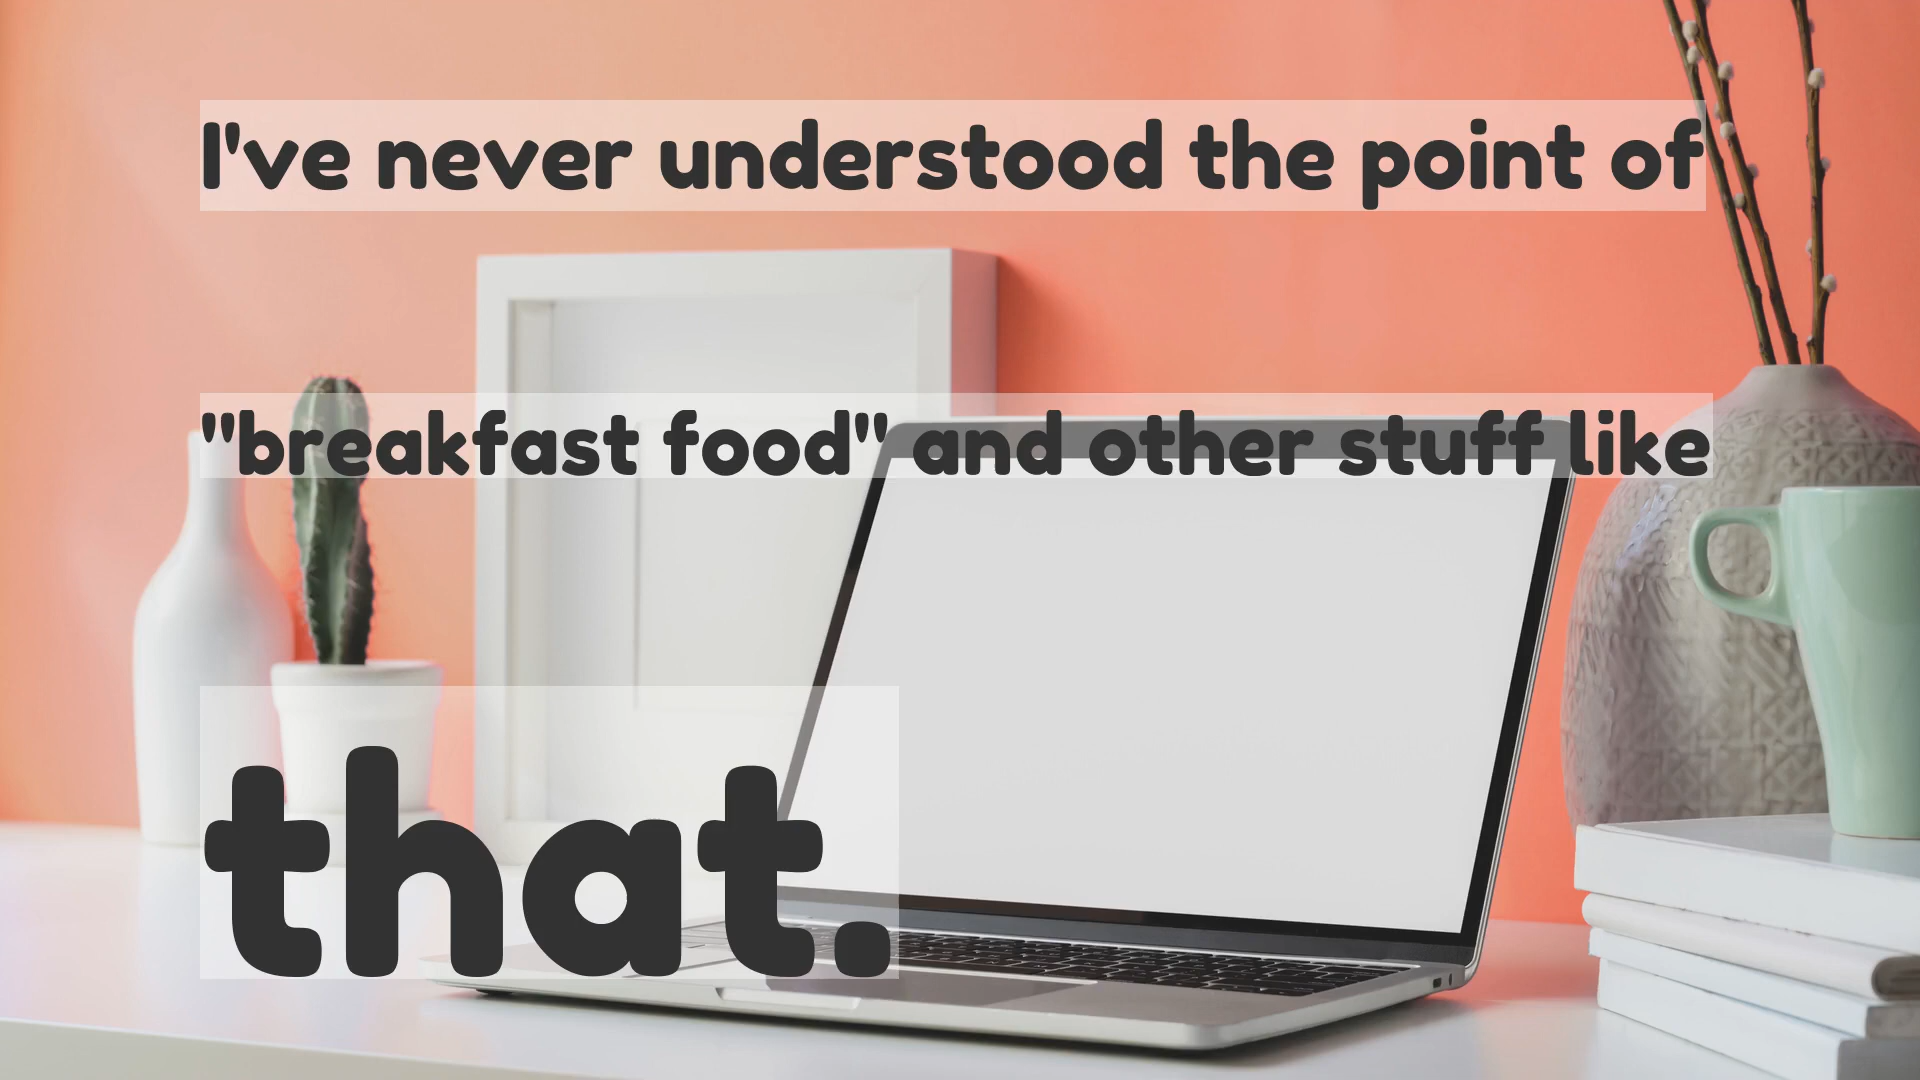 I've never understood the point of
"breakfast food" and other stuff like
that.